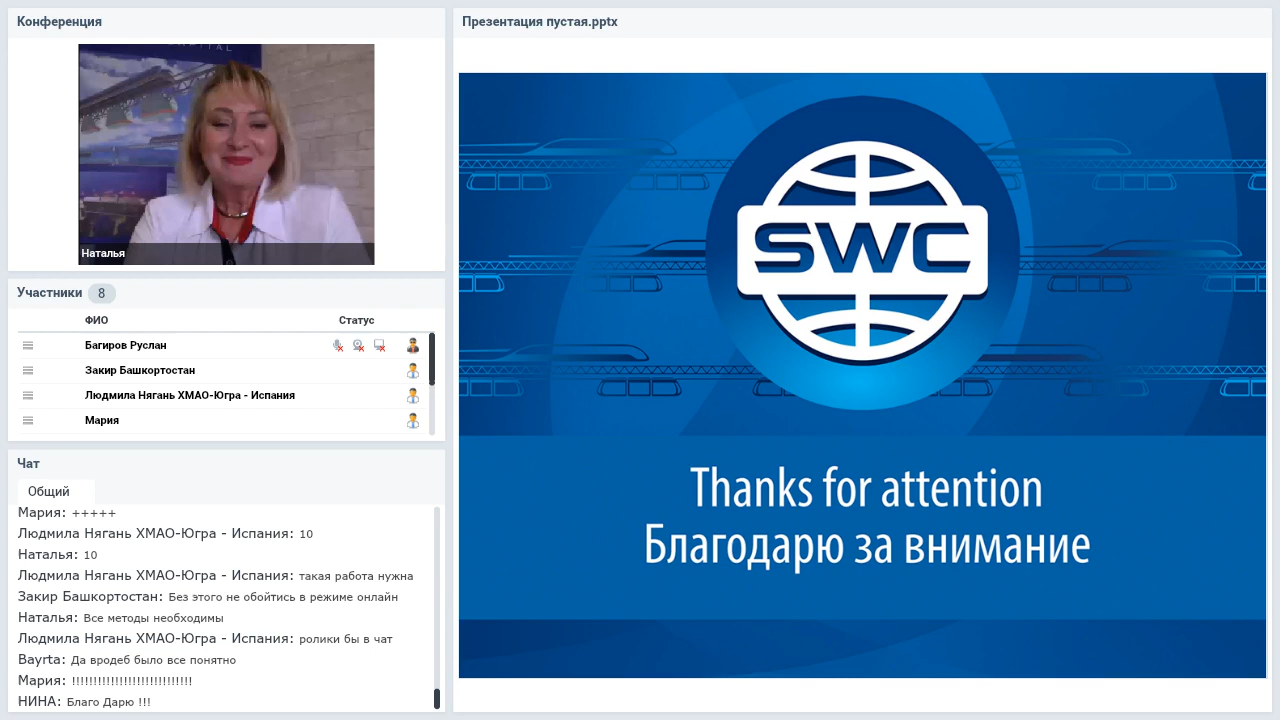 Конференция
Наталья
Участники 8
ФИО Статус
Багиров Руслан
Закир Башкортостан
Людмила Нягань ХМАО-Югра - Испания
Мария
Чат
Общий
Мария: +++++
Людмила Нягань ХМАО-Югра - Испания: 10
Наталья: 10
Людмила Нягань ХМАО-Югра - Испания: такая работа нужна
Закир Башкортостан: Без этого не обойтись в режиме онлайн
Наталья: Все методы необходимы
Людмила Нягань ХМАО-Югра - Испания: ролики бы в чат
Bayrta: Да вродеб было все понятно
Мария: !!!!!!!!!!!!!!!!!!!!!!!!!!!!
НИНА: Благо Дарю !!!
Презентация пустая.pptx
SWC
Thanks for attention
Благодарю за внимание